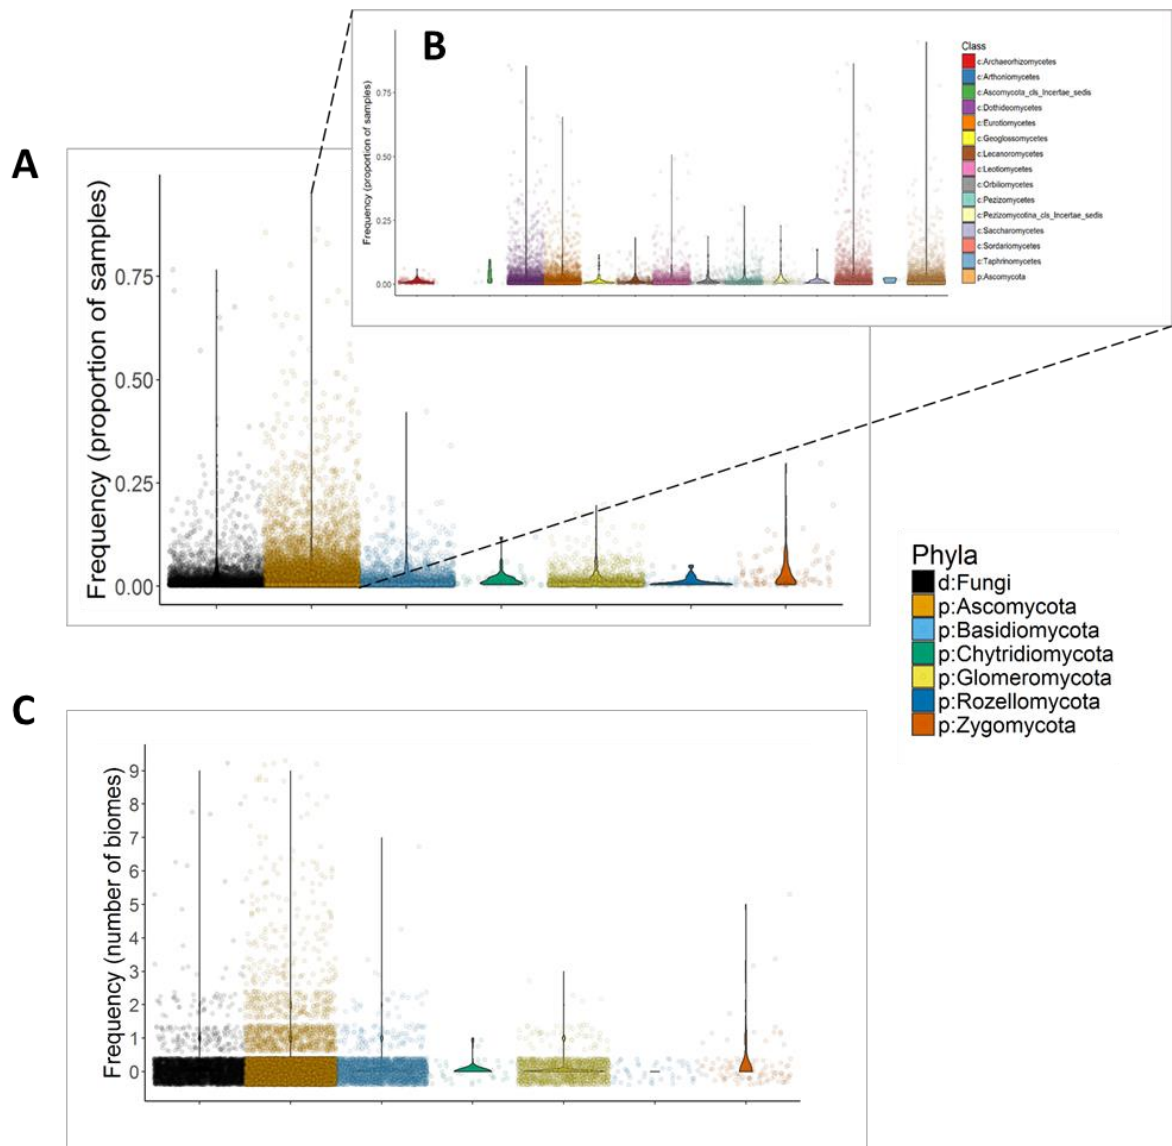 B
Frequency (proportion of samples)
0.75
0.50
0.25
0.00
Class
c:Archaeorhizomycetes
c:Arthoniomycetes
c:Ascomycota_cls_Incertae_sedis
c:Dothideomycetes
c:Eurotiomycetes
c:Geoglossomycetes
c:Lecanoromycetes
c:Leotiomycetes
c:Orbiliomycetes
c:Pezizomycetes
c:Pezizomycotina_cls_Incertae_sedis
c:Saccharomycetes
c:Sordariomycetes
c:Taphrinomycetes
p:Ascomycota
A
Frequency (proportion of samples)
0.75
0.50
0.25
0.00
Phyla
d:Fungi
p:Ascomycota
p:Basidiomycota
p:Chytridiomycota
p:Glomeromycota
p:Rozellomycota
p:Zygomycota
C
Frequency (number of biomes)
9
8
7
6
5
4
3
2
1
0